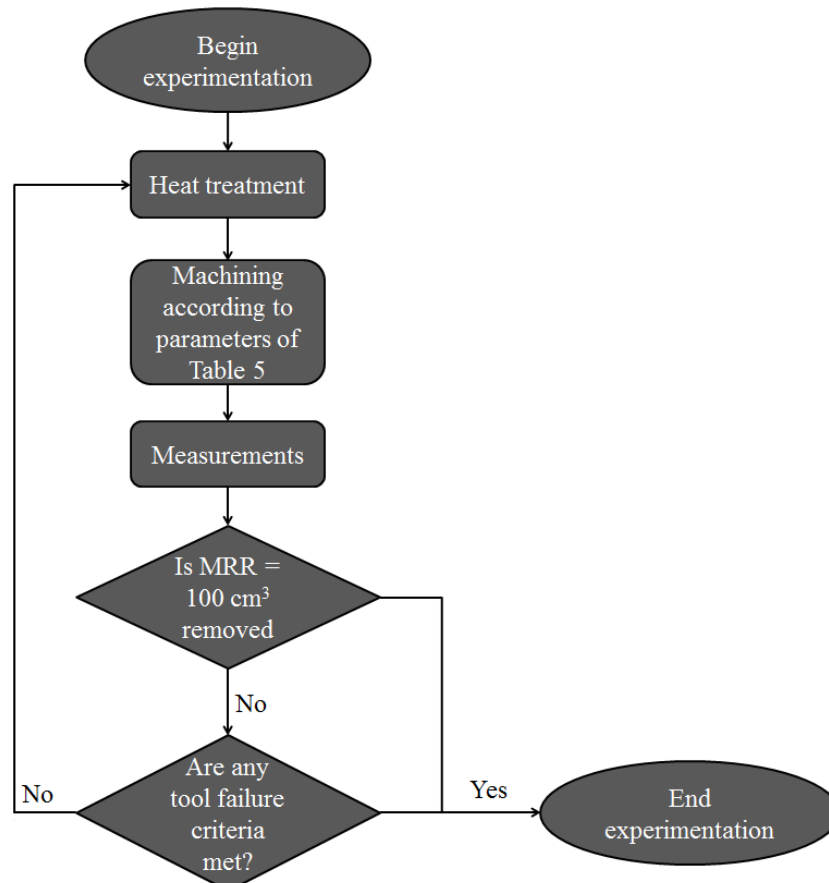 Begin
experimentation
Heat treatment
Machining
according to
parameters of
Table 5
Measurements
Is MRR =
100 cm³
removed
No
Are any
tool failure
criteria
met?
No
Yes
End
experimentation